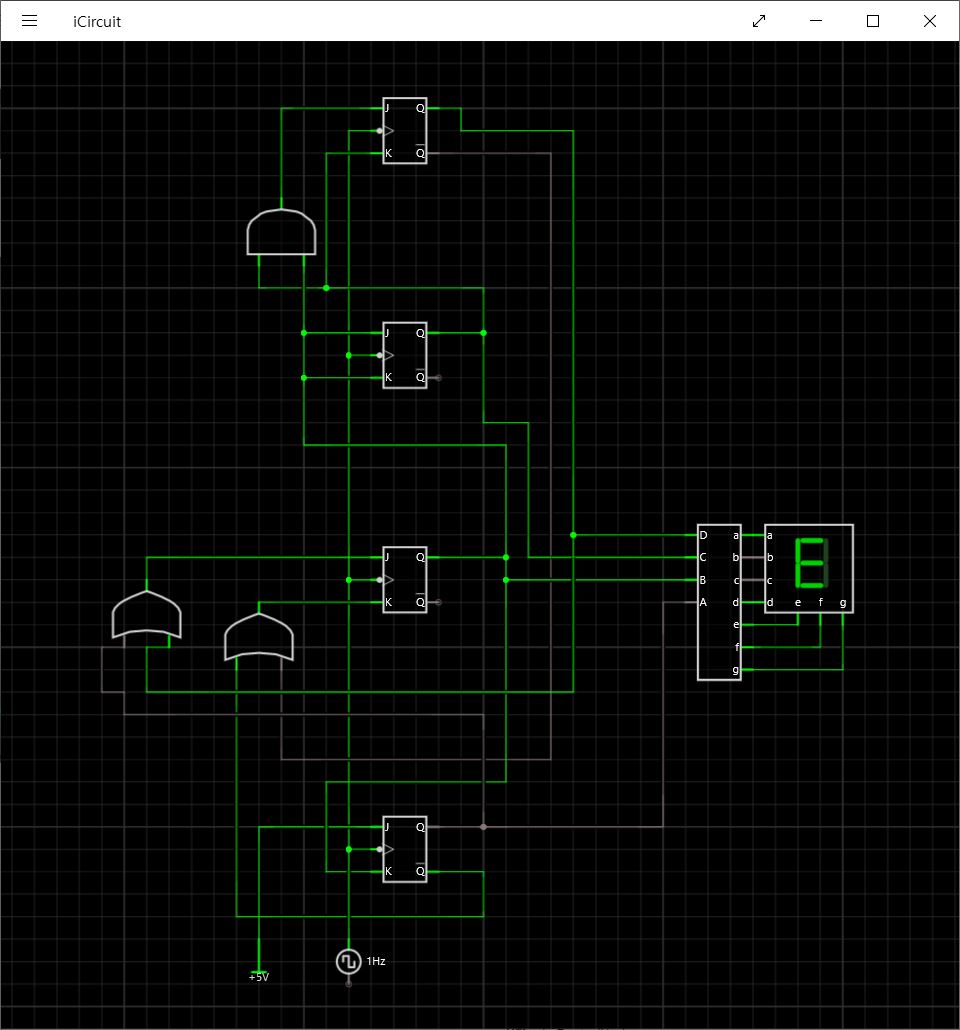 iCircuit
J Q
K Q
J Q
K Q
J Q
K Q
D a a
C b b
B c c
A d d e f g
e
f
g
J Q
K Q
1Hz
+5V